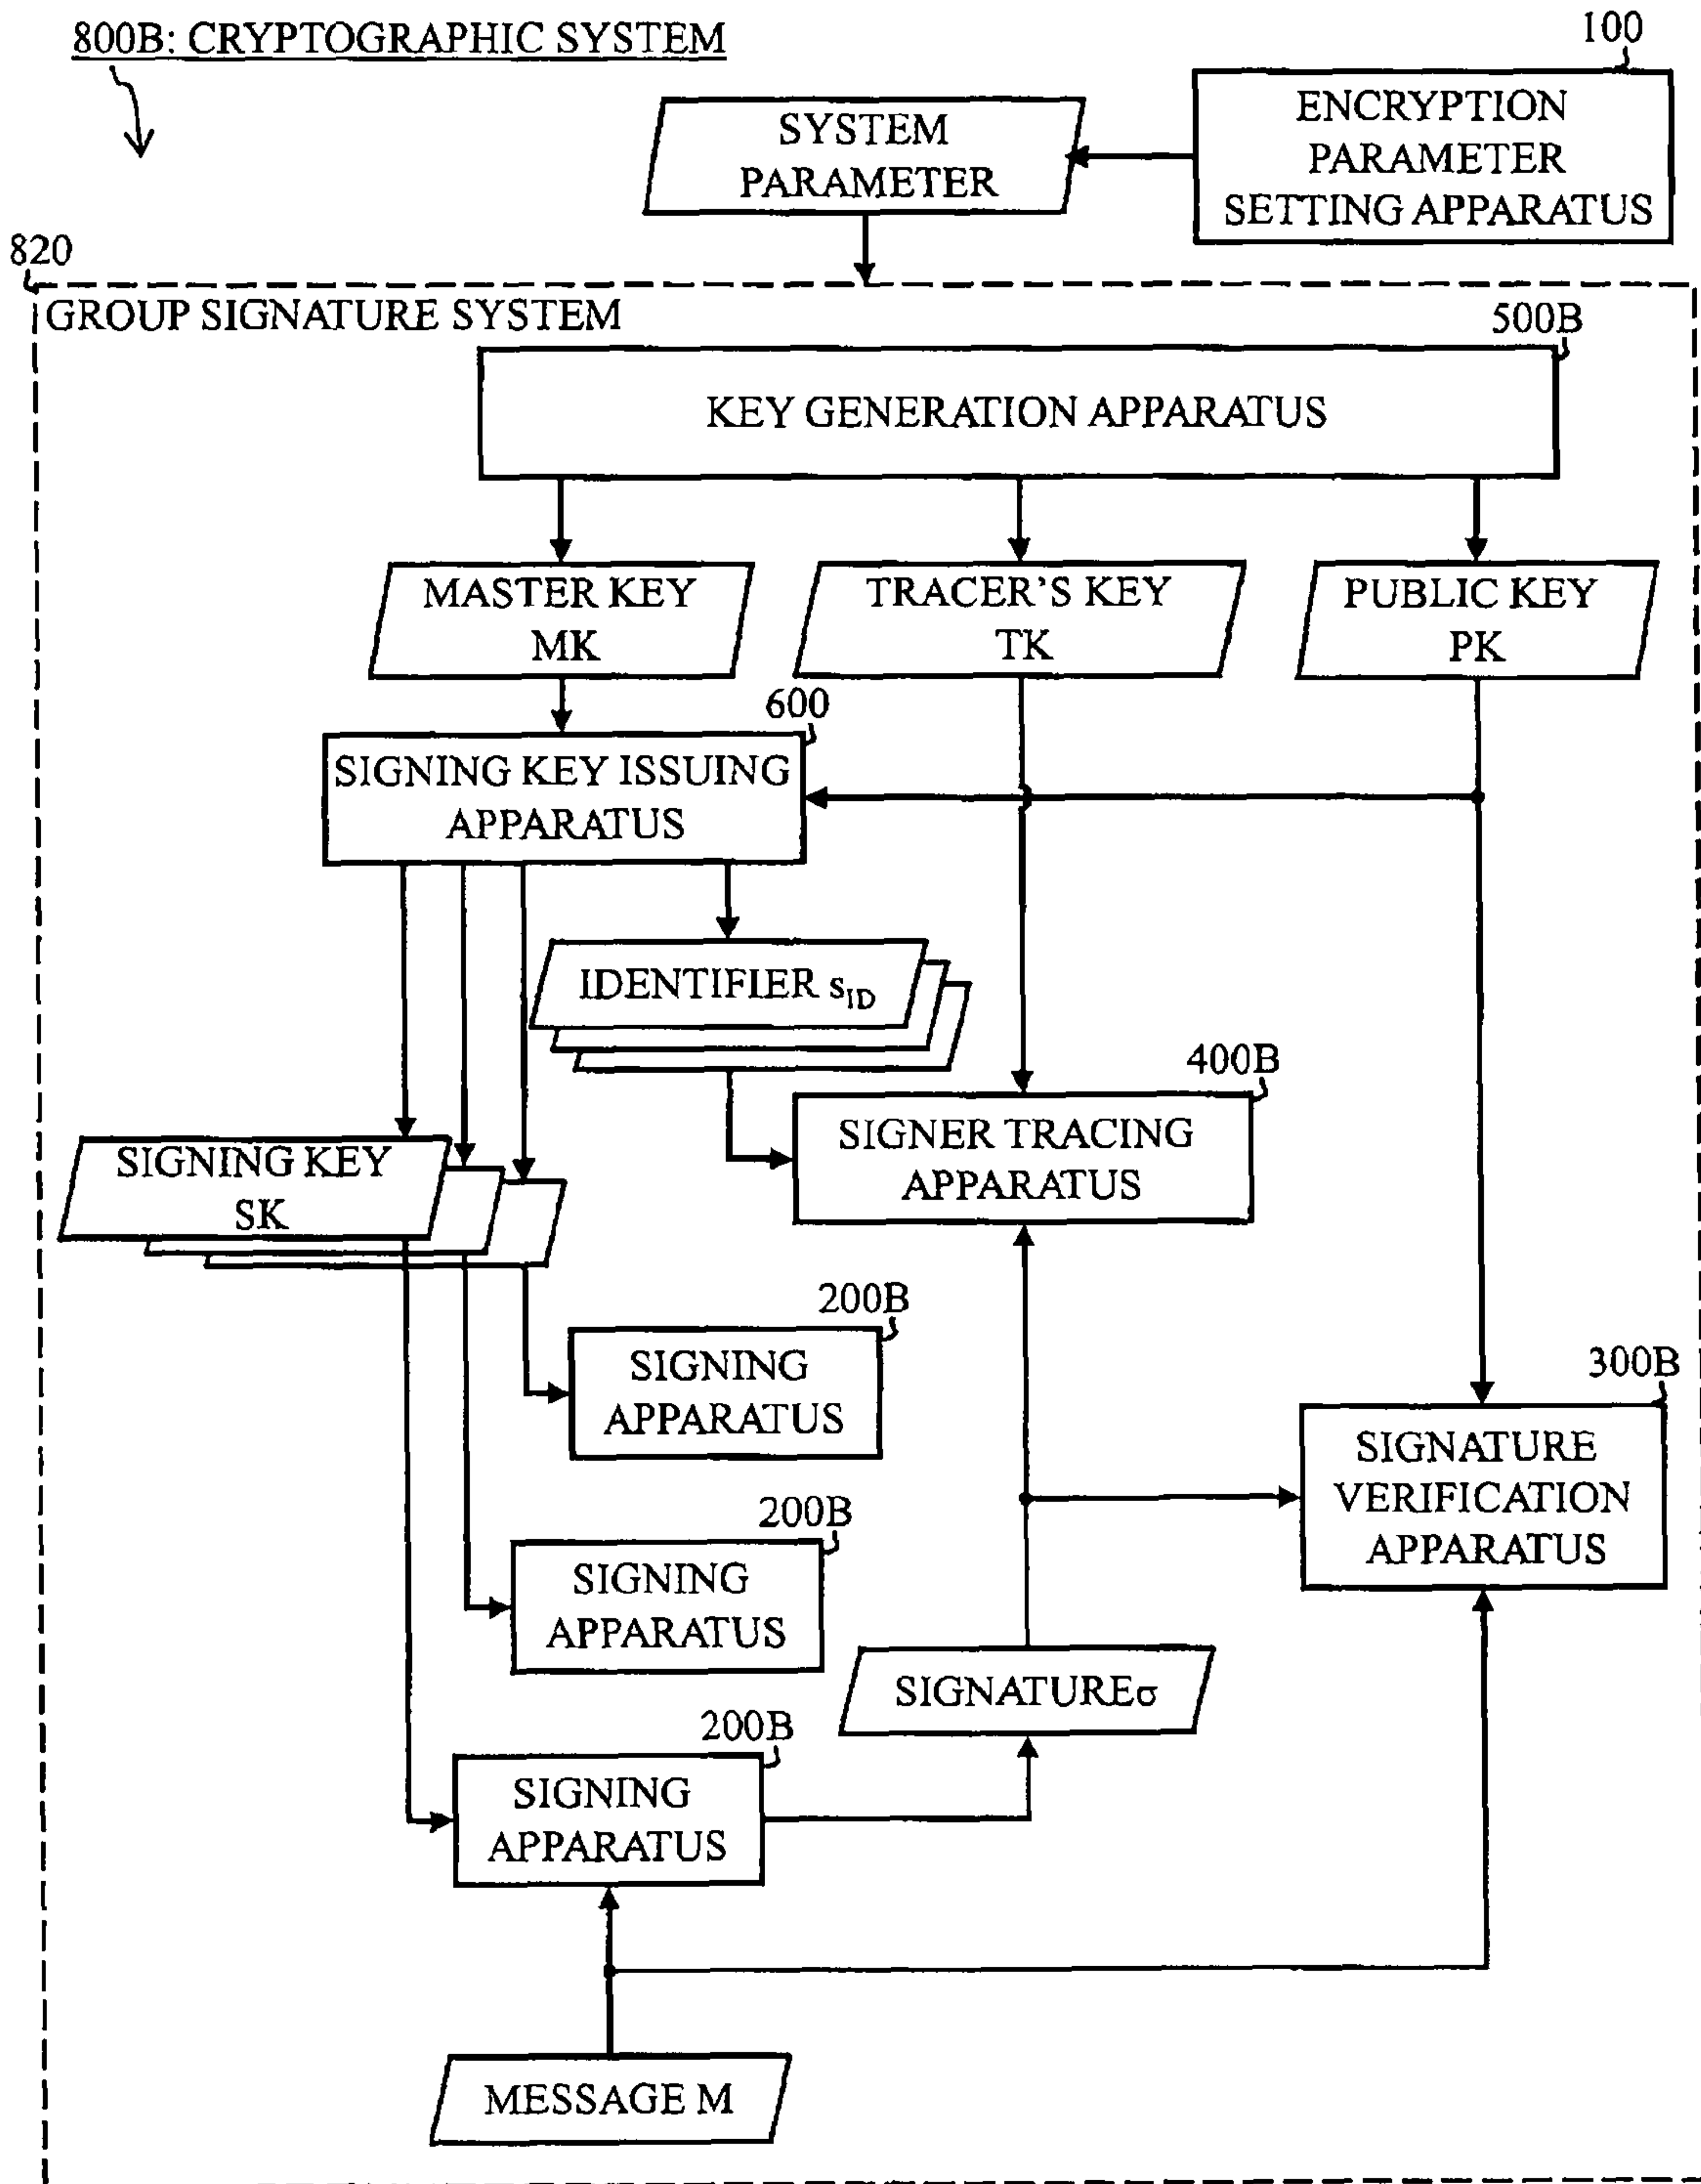 800B: CRYPTOGRAPHIC SYSTEM
100
ENCRYPTION
PARAMETER
SETTING APPARATUS
SYSTEM
PARAMETER
820
GROUP SIGNATURE SYSTEM
500B
KEY GENERATION APPARATUS
MASTER KEY
MK
TRACER'S KEY
TK
PUBLIC KEY
PK
600
SIGNING KEY ISSUING
APPARATUS
IDENTIFIER s_ID
400B
SIGNER TRACING
APPARATUS
SIGNING KEY
SK
200B
SIGNING
APPARATUS
300B
SIGNATURE
VERIFICATION
APPARATUS
200B
SIGNING
APPARATUS
SIGNATUREσ
200B
SIGNING
APPARATUS
MESSAGE M